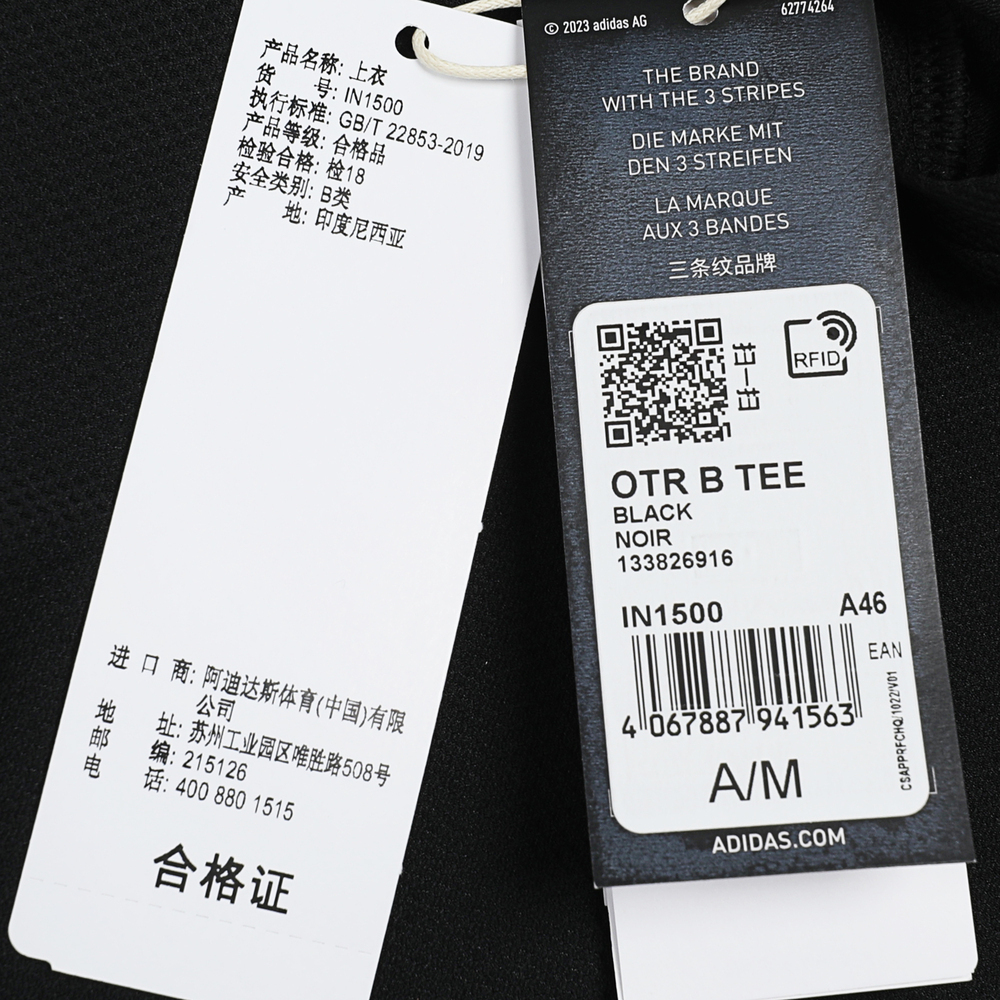 产品名称: 上衣
货 号: IN1500
执行标准: GB/T 22853-2019
产品等级: 合格品
检验合格: 检18
安全类别: B类
产 地: 印度尼西亚
进 口 商: 阿迪达斯体育(中国)有限
公司
地 址: 苏州工业园区唯胜路508号
邮 编: 215126
电 话: 400 880 1515
合格证
© 2023 adidas AG
62774264
THE BRAND
WITH THE 3 STRIPES
DIE MARKE MIT
DEN 3 STREIFEN
LA MARQUE
AUX 3 BANDES
三条纹品牌
扫一扫
RFID
OTR B TEE
BLACK
NOIR
133826916
IN1500 A46
EAN
4 067887 941563
CSAPPRFCHQ/1022/V01
A/M
ADIDAS.COM